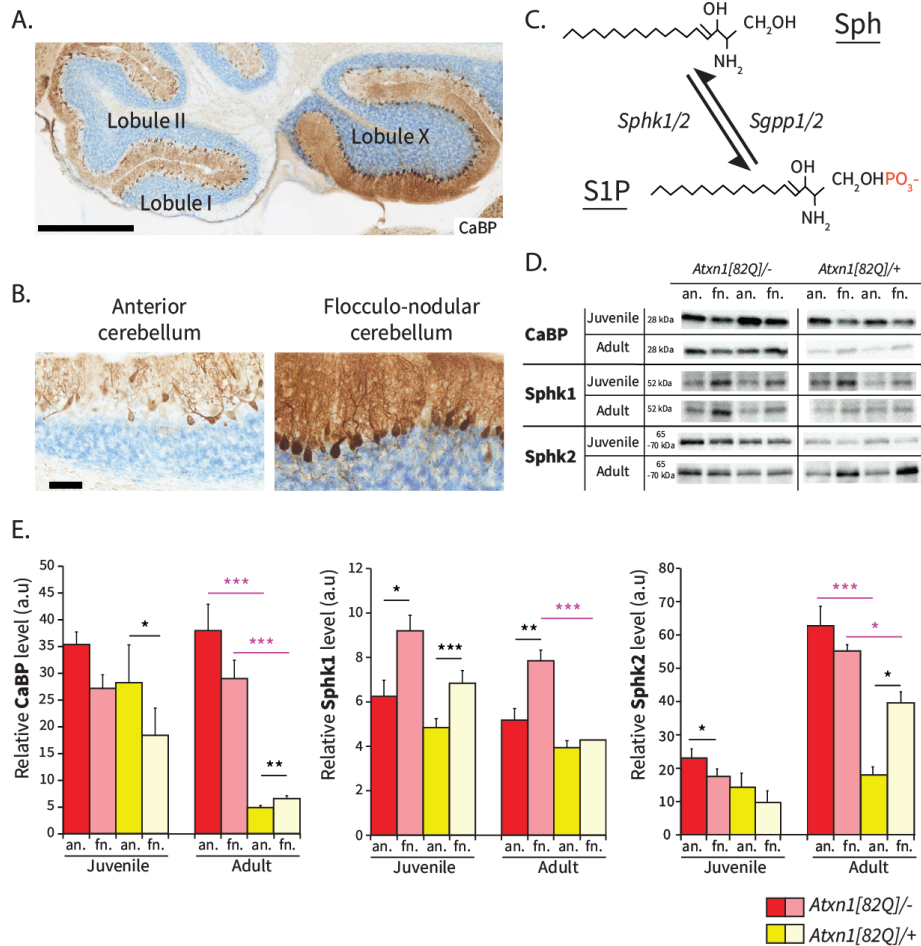 A.
Lobule II
Lobule I
Lobule X
CaBP
B.
Anterior
cerebellum
Flocculo-nodular
cerebellum
C.
OH
CH2OH
NH2
Sph
Sphk1/2
Sgpp1/2
S1P
OH
CH2OHPO3-
NH2
D.
Atxn1[82Q]/- Atxn1[82Q]/+
an. fn. an. fn. an. fn. an. fn.
CaBP
Juvenile 28 kDa
Adult 28 kDa
Sphk1
Juvenile 52 kDa
Adult 52 kDa
Sphk2
Juvenile 65 -70 kDa
Adult 65 -70 kDa
E.
Relative CaBP level (a.u)
50
45
40
35
30
25
20
15
10
5
0
*
***
***
**
an. fn. an. fn. an. fn. an. fn.
Juvenile Adult
Relative Sphk1 level (a.u)
12
10
8
6
4
2
0
*
***
**
***
an. fn. an. fn. an. fn. an. fn.
Juvenile Adult
Relative Sphk2 level (a.u)
80
70
60
50
40
30
20
10
0
*
***
*
*
an. fn. an. fn. an. fn. an. fn.
Juvenile Adult
Atxn1[82Q]/-
Atxn1[82Q]/+